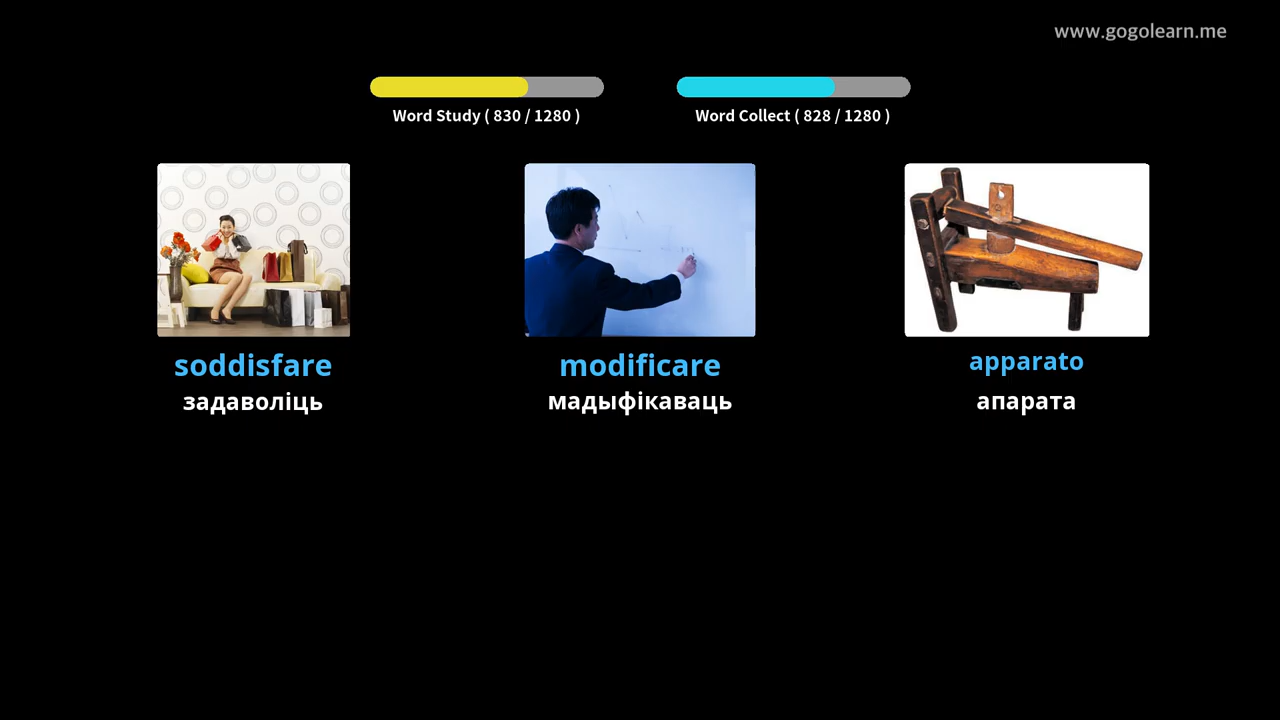 www.gogolearn.me
Word Study ( 830 / 1280 )
Word Collect ( 828 / 1280 )
soddisfare
modificare
apparato
задаволіць
мадыфікаваць
апарата